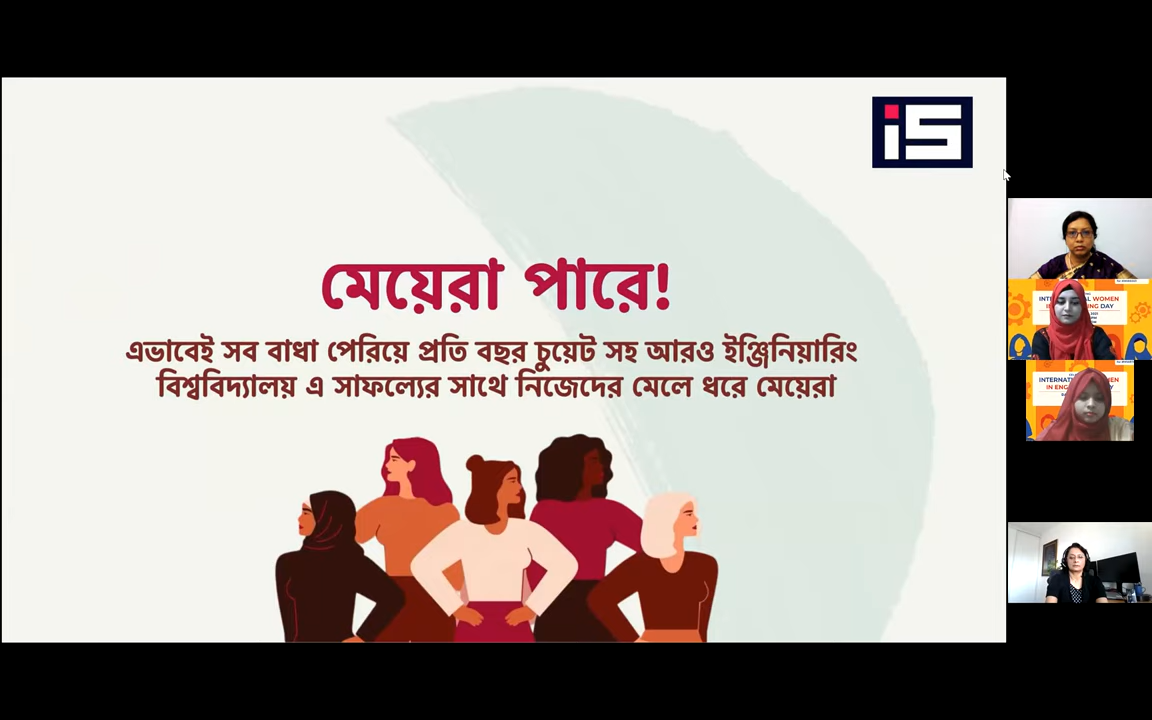 iS
মেয়েরা পারে!
এভাবেই সব বাধা পেরিয়ে প্রতি বছর চুয়েট সহ আরও ইঞ্জিনিয়ারিং
বিশ্ববিদ্যালয় এ সাফল্যের সাথে নিজেদের মেলে ধরে মেয়েরা